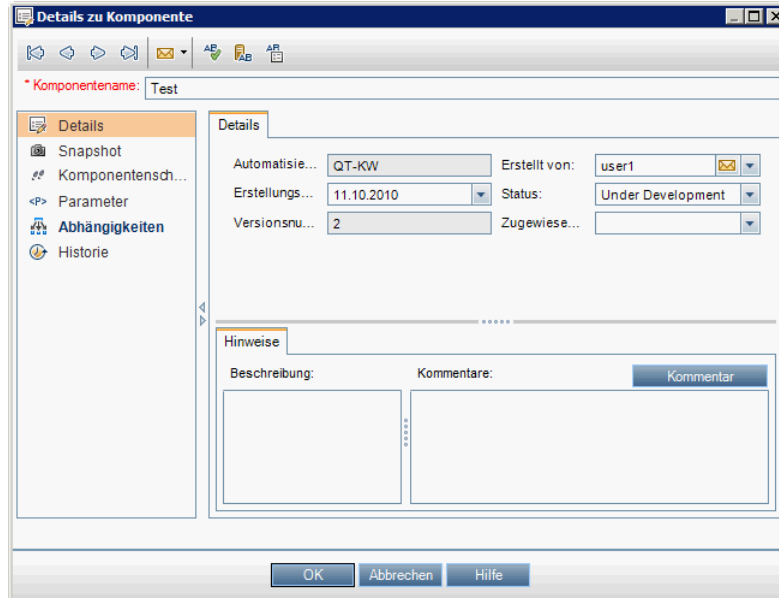 Details zu Komponente
* Komponentename: Test
Details
Snapshot
Komponentensch...
Parameter
Abhängigkeiten
Historie
Details
Automatisie... QT-KW Erstellt von: user1
Erstellungs... 11.10.2010 Status: Under Development
Versionsnu... 2 Zugewiese...
Hinweise
Beschreibung: Kommentare: Kommentar
OK Abbrechen Hilfe